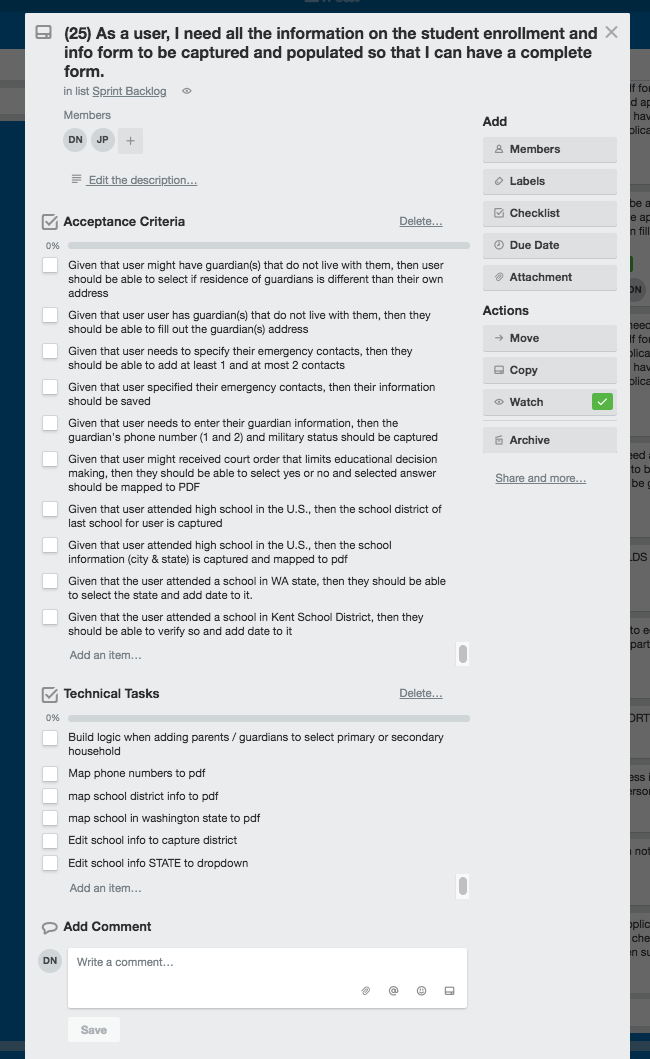 (25) As a user, I need all the information on the student enrollment and
info form to be captured and populated so that I can have a complete
form.
in list Sprint Backlog
Members
DN JP +
Edit the description…
Acceptance Criteria Delete…
0%
Given that user might have guardian(s) that do not live with them, then user
should be able to select if residence of guardians is different than their own
address
Given that user user has guardian(s) that do not live with them, then they
should be able to fill out the guardian(s) address
Given that user needs to specify their emergency contacts, then they
should be able to add at least 1 and at most 2 contacts
Given that user specified their emergency contacts, then their information
should be saved
Given that user needs to enter their guardian information, then the
guardian's phone number (1 and 2) and military status should be captured
Given that user might received court order that limits educational decision
making, then they should be able to select yes or no and selected answer
should be mapped to PDF
Given that user attended high school in the U.S., then the school district of
last school for user is captured
Given that user attended high school in the U.S., then the school
information (city & state) is captured and mapped to pdf
Given that the user attended a school in WA state, then they should be able
to select the state and add date to it.
Given that the user attended a school in Kent School District, then they
should be able to verify so and add date to it
Add an item…
Technical Tasks Delete…
0%
Build logic when adding parents / guardians to select primary or secondary
household
Map phone numbers to pdf
map school district info to pdf
map school in washington state to pdf
Edit school info to capture district
Edit school info STATE to dropdown
Add an item…
Add Comment
DN
Write a comment…
@
Save
Add
Members
Labels
Checklist
Due Date
Attachment
Actions
Move
Copy
Watch
Archive
Share and more…